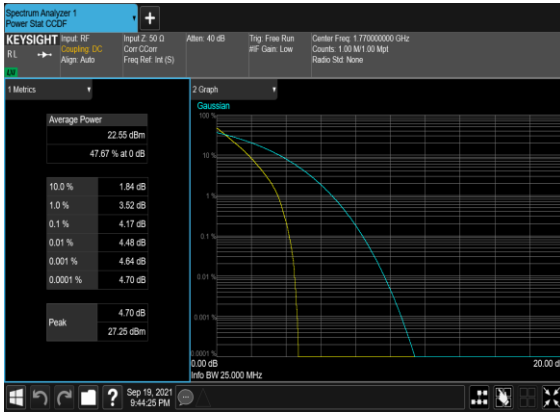 Spectrum Analyzer 1
Power Stat CCDF
KEYSIGHT
RL
Input: RF
Coupling: DC
Align: Auto
Input Z: 50 Ω
Corr CCorr
Freq Ref: Int (S)
Atten: 40 dB
Trig: Free Run
#IF Gain: Low
Center Freq: 1.770000000 GHz
Counts: 1.00 M/1.00 Mpt
Radio Std: None
1 Metrics
Average Power
22.55 dBm
47.67 % at 0 dB
10.0 % 1.84 dB
1.0 % 3.52 dB
0.1 % 4.17 dB
0.01 % 4.48 dB
0.001 % 4.64 dB
0.0001 % 4.70 dB
Peak
4.70 dB
27.25 dBm
2 Graph
Gaussian
100 %
10 %
1 %
0.1 %
0.01 %
0.001 %
0.0001 %
0.00 dB
20.00 dB
Info BW 25.000 MHz
Sep 19, 2021
9:44:25 PM